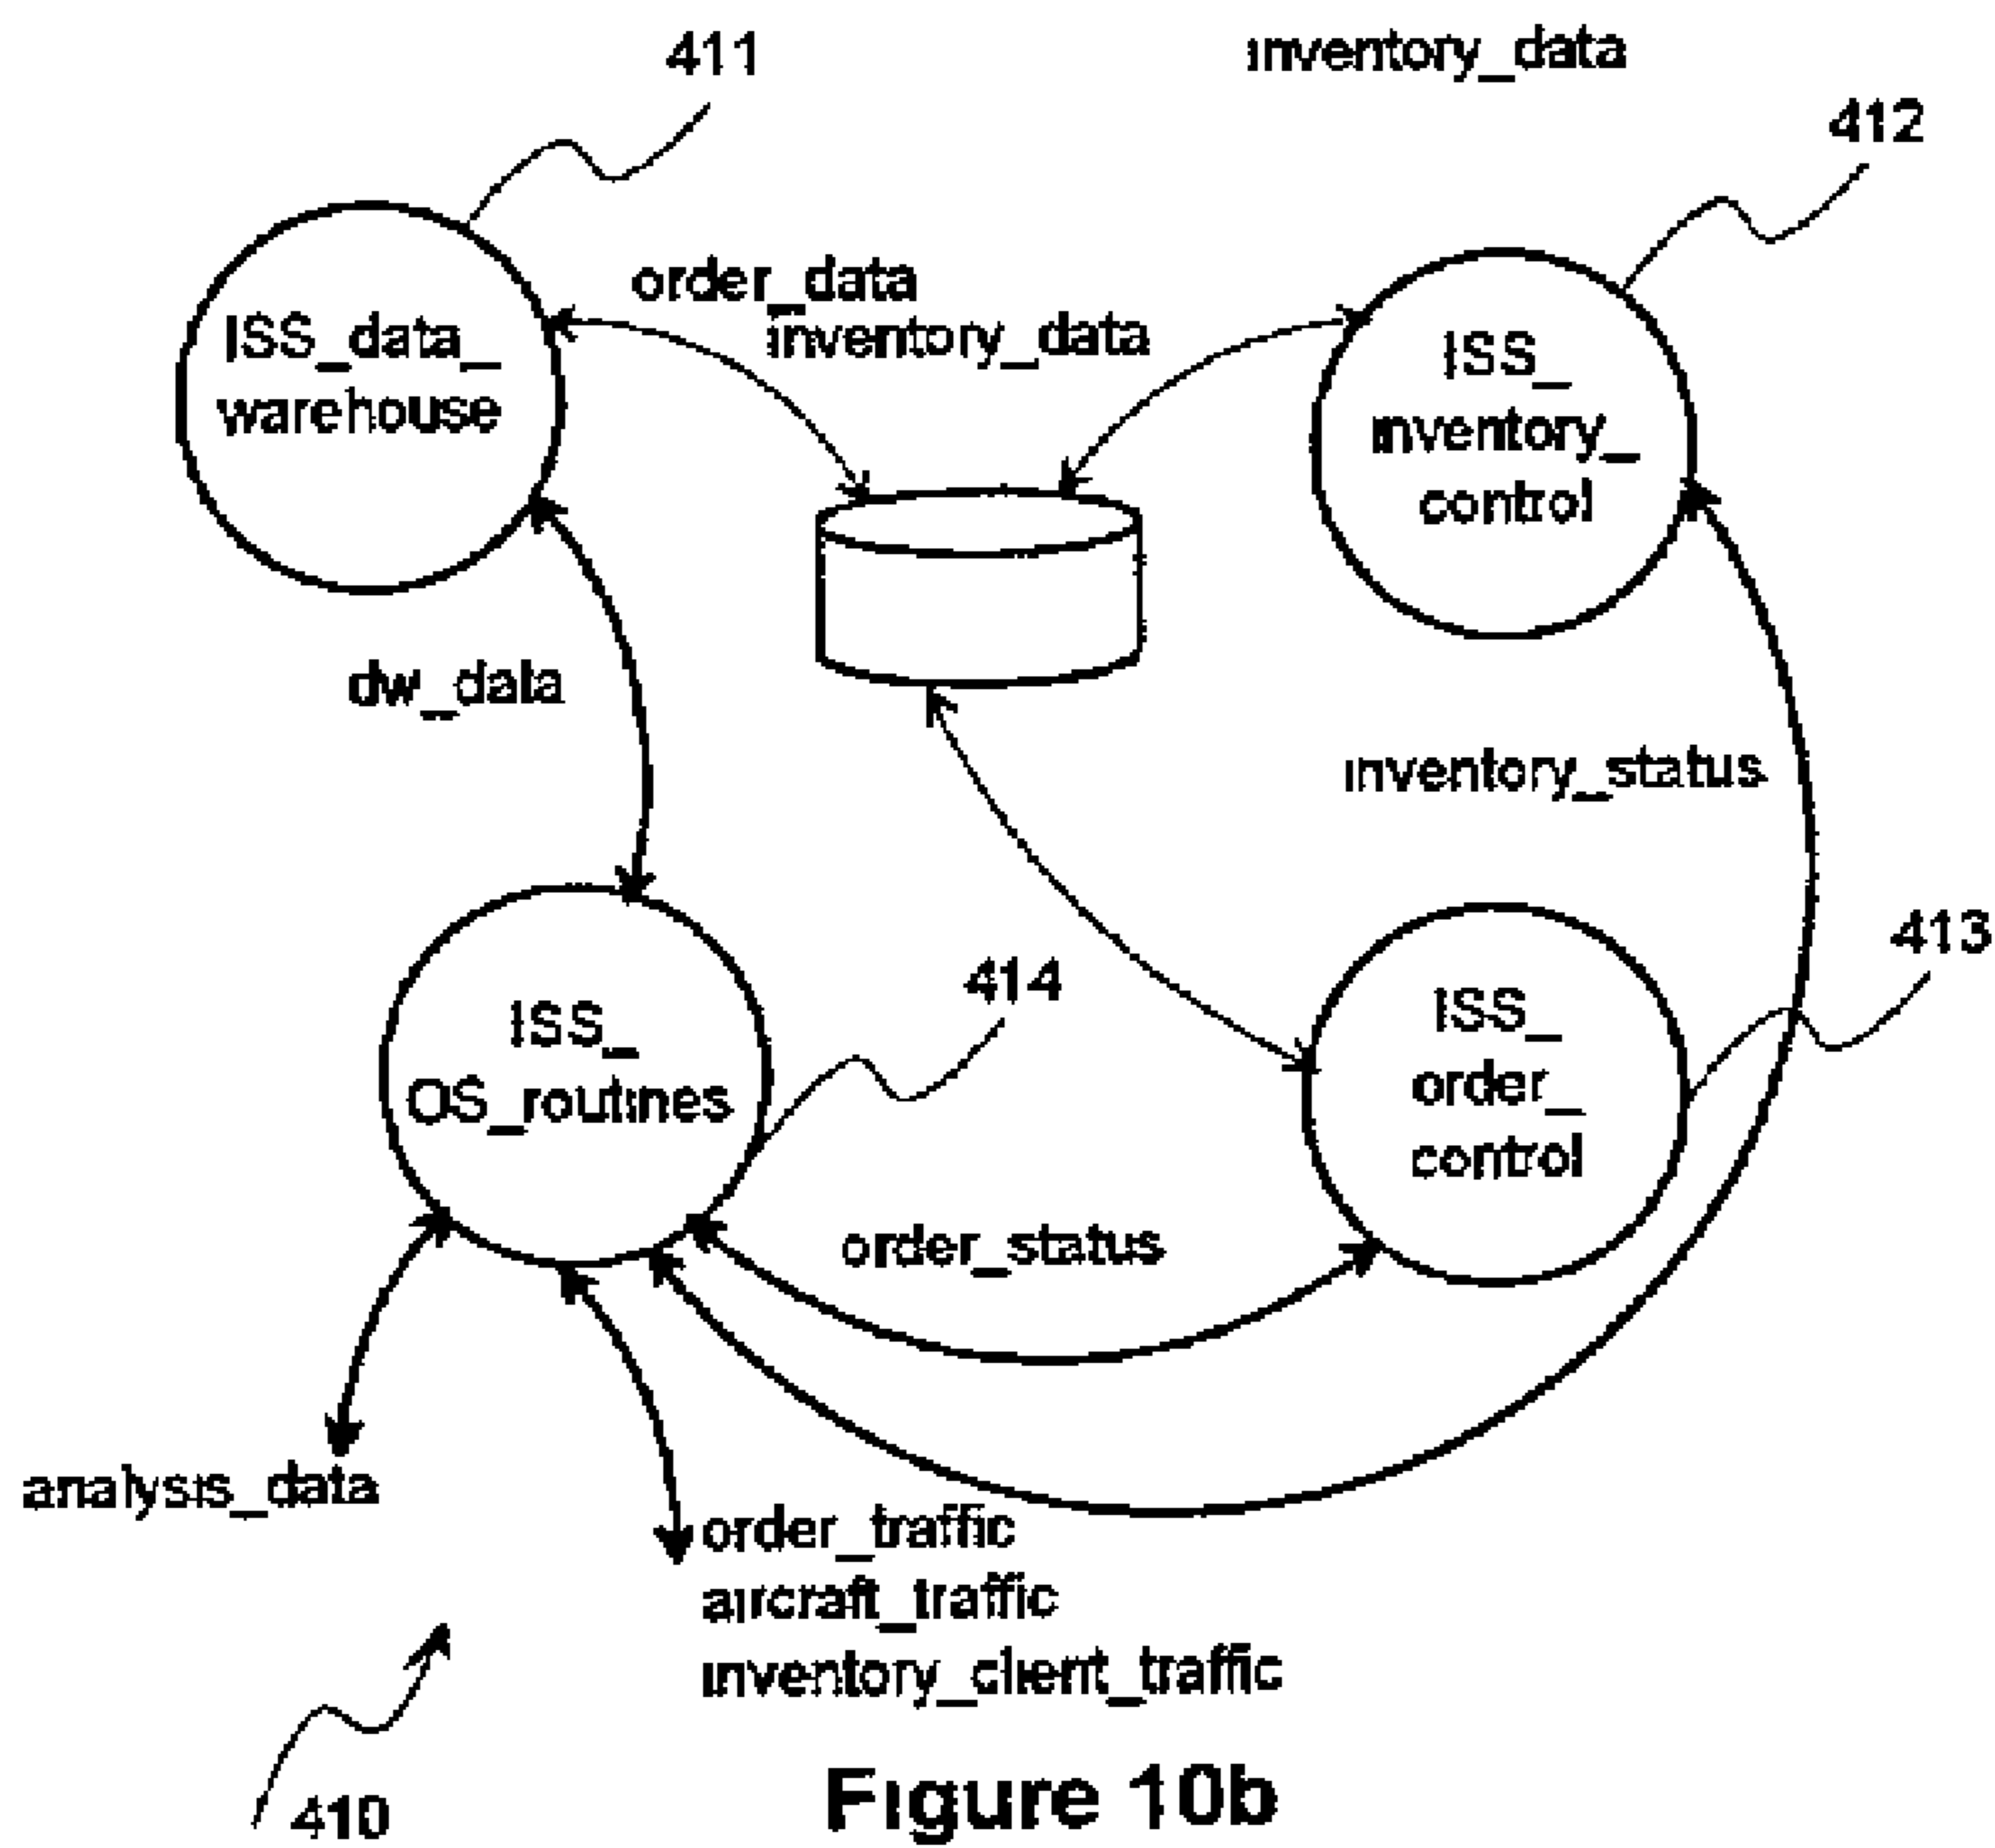 411
inventory_data
412
order_data
inventory_data
ISS_data_
warehouse
ISS_
inventory_
control
dw_data
inventory_status
413
414
ISS_
OS_routines
ISS_
order_
control
order_status
analysis_data
order_traffic
aircraft_traffic
inventory_client_traffic
410
Figure 10b